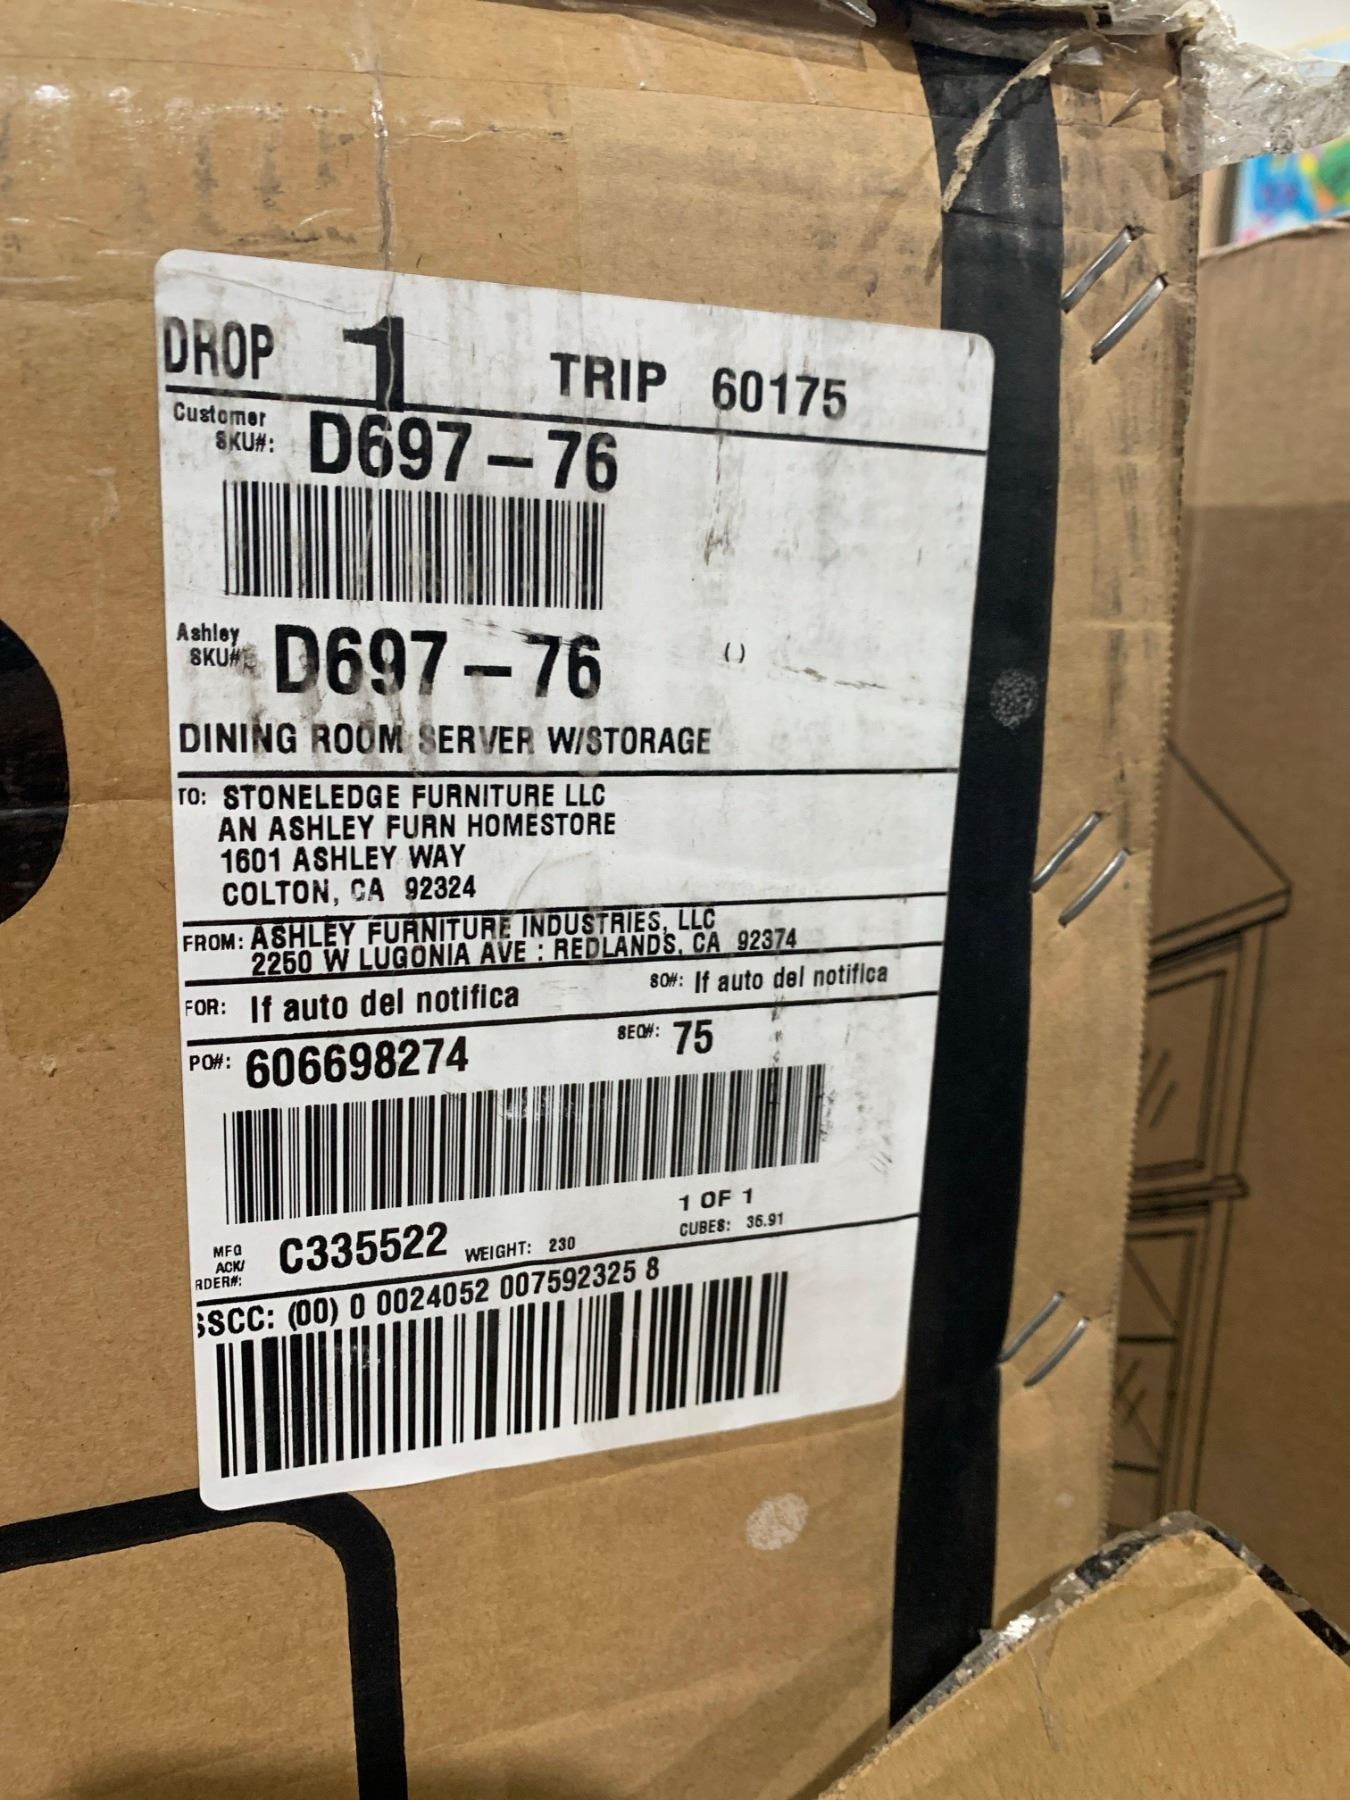 DROP 1 TRIP 60175
Customer
SKU#: D697-76
Ashley
SKU# D697-76 ()
DINING ROOM SERVER W/STORAGE
TO: STONELEDGE FURNITURE LLC
AN ASHLEY FURN HOMESTORE
1601 ASHLEY WAY
COLTON, CA 92324
FROM: ASHLEY FURNITURE INDUSTRIES, LLC
2250 W LUGONIA AVE : REDLANDS, CA 92374
FOR: If auto del notifica SO#: If auto del notifica
PO#: 606698274 SEQ#: 75
1 OF 1
MFG
ACK/
RDER#: C335522 WEIGHT: 230 CUBES: 36.91
SSCC: (00) 0 0024052 007592325 8